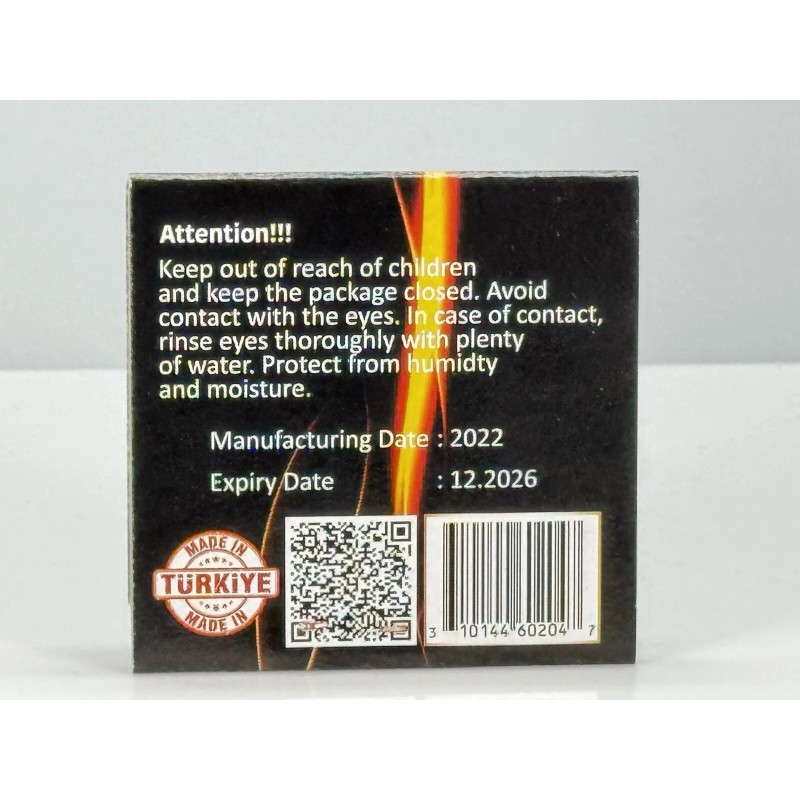 Attention!!!
Keep out of reach of children
and keep the package closed. Avoid
contact with the eyes. In case of contact,
rinse eyes thoroughly with plenty
of water. Protect from humidty
and moisture.
Manufacturing Date : 2022
Expiry Date : 12.2026
MADE IN
TÜRKİYE
MADE IN
3 10144 60204 7